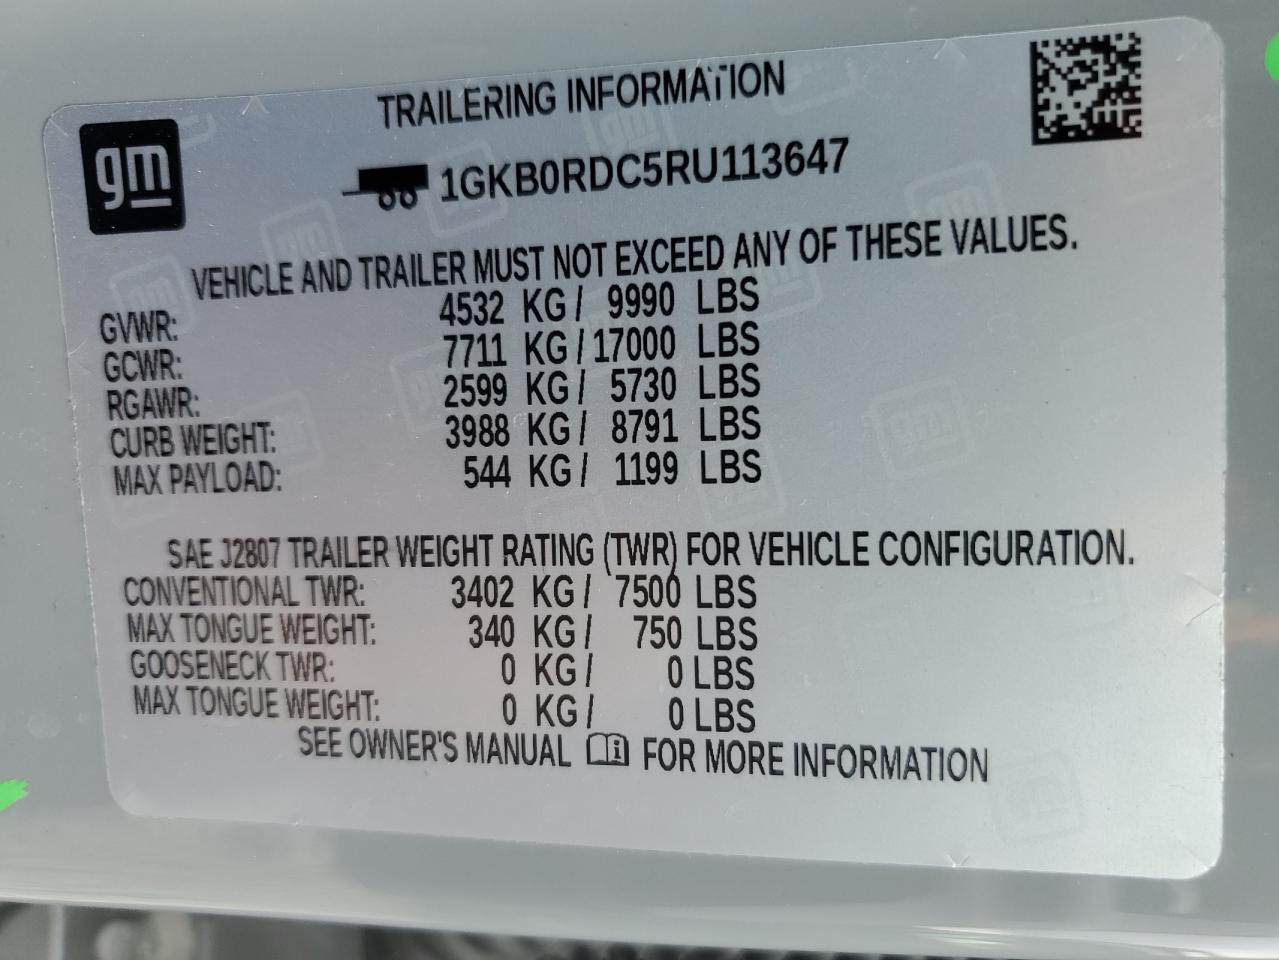 gm
TRAILERING INFORMATION
1GKB0RDC5RU113647
VEHICLE AND TRAILER MUST NOT EXCEED ANY OF THESE VALUES.
GVWR: 4532 KG / 9990 LBS
GCWR: 7711 KG / 17000 LBS
RGAWR: 2599 KG / 5730 LBS
CURB WEIGHT: 3988 KG / 8791 LBS
MAX PAYLOAD: 544 KG / 1199 LBS
SAE J2807 TRAILER WEIGHT RATING (TWR) FOR VEHICLE CONFIGURATION.
CONVENTIONAL TWR: 3402 KG / 7500 LBS
MAX TONGUE WEIGHT: 340 KG / 750 LBS
GOOSENECK TWR: 0 KG / 0 LBS
MAX TONGUE WEIGHT: 0 KG / 0 LBS
SEE OWNER'S MANUAL FOR MORE INFORMATION